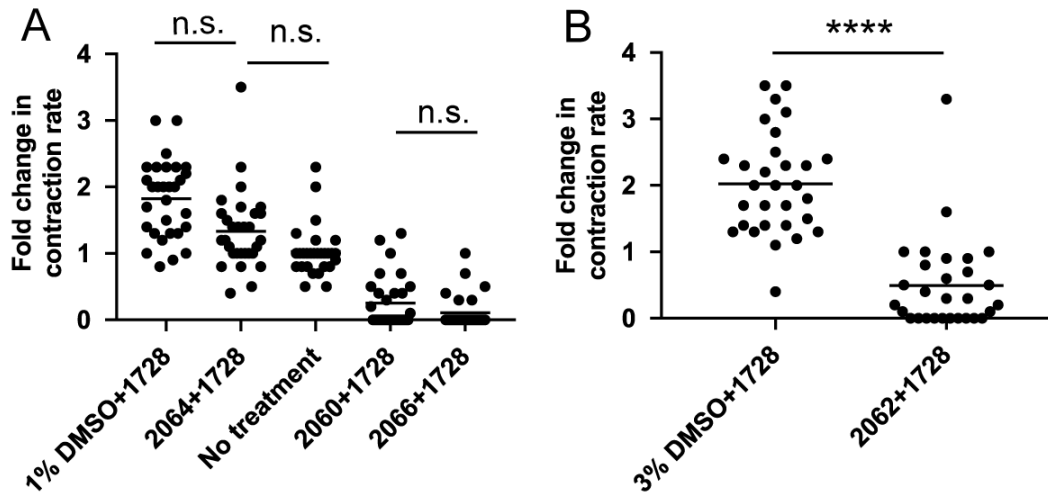 A
n.s.
n.s.
n.s.
Fold change in
contraction rate
4
3
2
1
0
1% DMSO+1728
2064+1728
No treatment
2060+1728
2066+1728
B
****
Fold change in
contraction rate
4
3
2
1
0
3% DMSO+1728
2062+1728